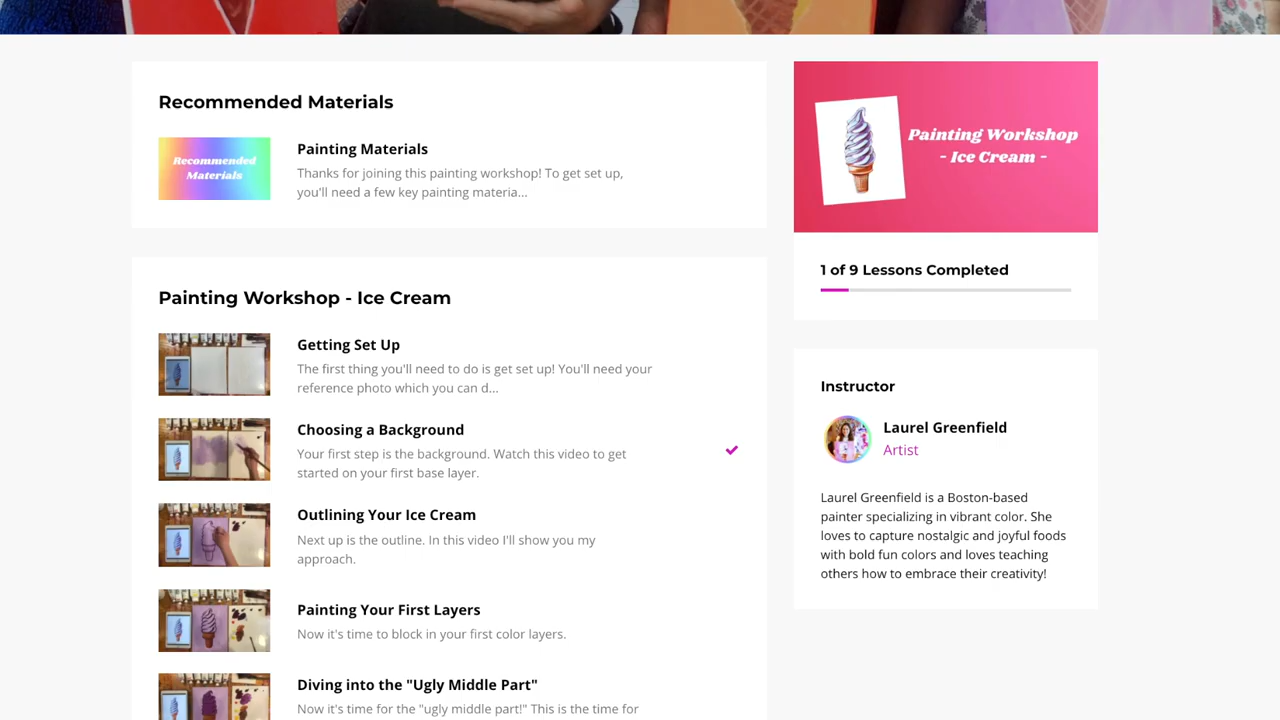 Recommended Materials
Recommended
Materials
Painting Materials
Thanks for joining this painting workshop! To get set up,
you'll need a few key painting materia...
Painting Workshop - Ice Cream
Getting Set Up
The first thing you'll need to do is get set up! You'll need your
reference photo which you can d...
Choosing a Background
Your first step is the background. Watch this video to get
started on your first base layer.
Outlining Your Ice Cream
Next up is the outline. In this video I'll show you my
approach.
Painting Your First Layers
Now it's time to block in your first color layers.
Diving into the "Ugly Middle Part"
Now it's time for the "ugly middle part!" This is the time for
Painting Workshop
- Ice Cream -
1 of 9 Lessons Completed
Instructor
Laurel Greenfield
Artist
Laurel Greenfield is a Boston-based
painter specializing in vibrant color. She
loves to capture nostalgic and joyful foods
with bold fun colors and loves teaching
others how to embrace their creativity!